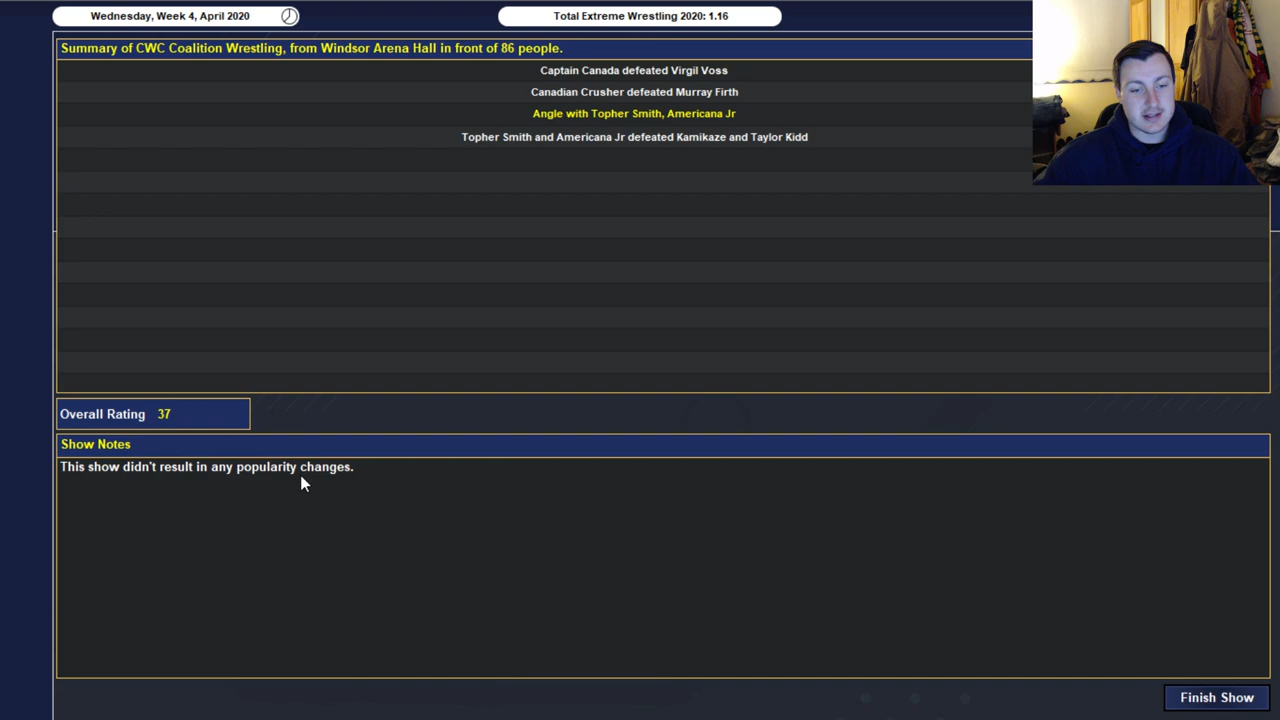 Wednesday, Week 4, April 2020
Total Extreme Wrestling 2020: 1.16
Summary of CWC Coalition Wrestling, from Windsor Arena Hall in front of 86 people.
Captain Canada defeated Virgil Voss
Canadian Crusher defeated Murray Firth
Angle with Topher Smith, Americana Jr
Topher Smith and Americana Jr defeated Kamikaze and Taylor Kidd
Overall Rating 37
Show Notes
This show didn't result in any popularity changes.
Finish Show